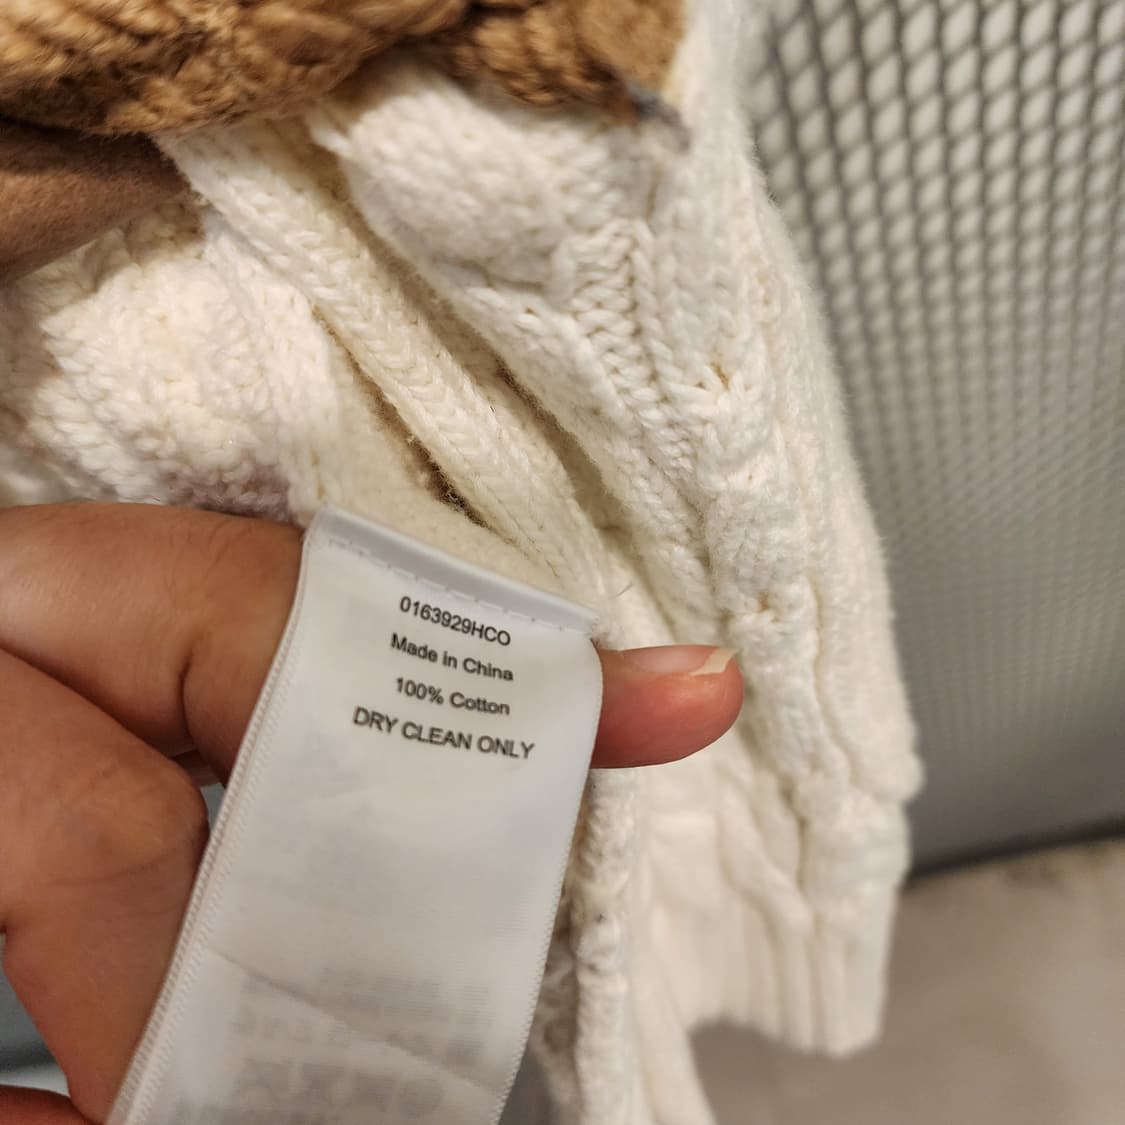 0163929HCO
Made in China
100% Cotton
DRY CLEAN ONLY